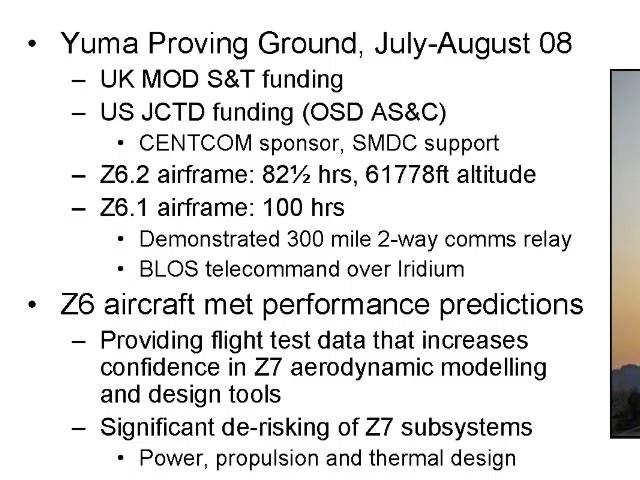 • Yuma Proving Ground, July-August 08
– UK MOD S&T funding
– US JCTD funding (OSD AS&C)
• CENTCOM sponsor, SMDC support
– Z6.2 airframe: 82½ hrs, 61778ft altitude
– Z6.1 airframe: 100 hrs
• Demonstrated 300 mile 2-way comms relay
• BLOS telecommand over Iridium
• Z6 aircraft met performance predictions
– Providing flight test data that increases
confidence in Z7 aerodynamic modelling
and design tools
– Significant de-risking of Z7 subsystems
• Power, propulsion and thermal design